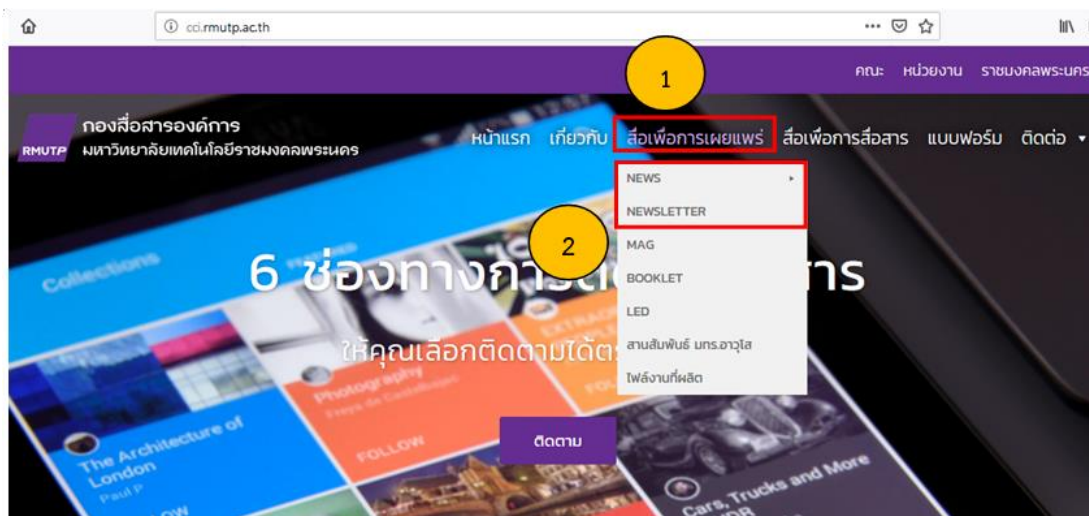 cci.rmutp.ac.th
คณะ หน่วยงาน ราชมงคลพระนคร
1
กองสื่อสารองค์การ
RMUTP มหาวิทยาลัยเทคโนโลยีราชมงคลพระนคร
หน้าแรก เกี่ยวกับ สื่อเพื่อการเผยแพร่ สื่อเพื่อการสื่อสาร แบบฟอร์ม ติดต่อ
NEWS
NEWSLETTER
2
MAG
BOOKLET
LED
สานสัมพันธ์ มทร.อาวุโส
ไฟล์งานที่ผลิต
Collections
FEATURED
6 ช่องทางการ
สาร
ให้คุณเลือกติดตามได้
Photography
FOLLOW
ติดตาม
The Architecture of
London
Paul P
Cars, Trucks and More